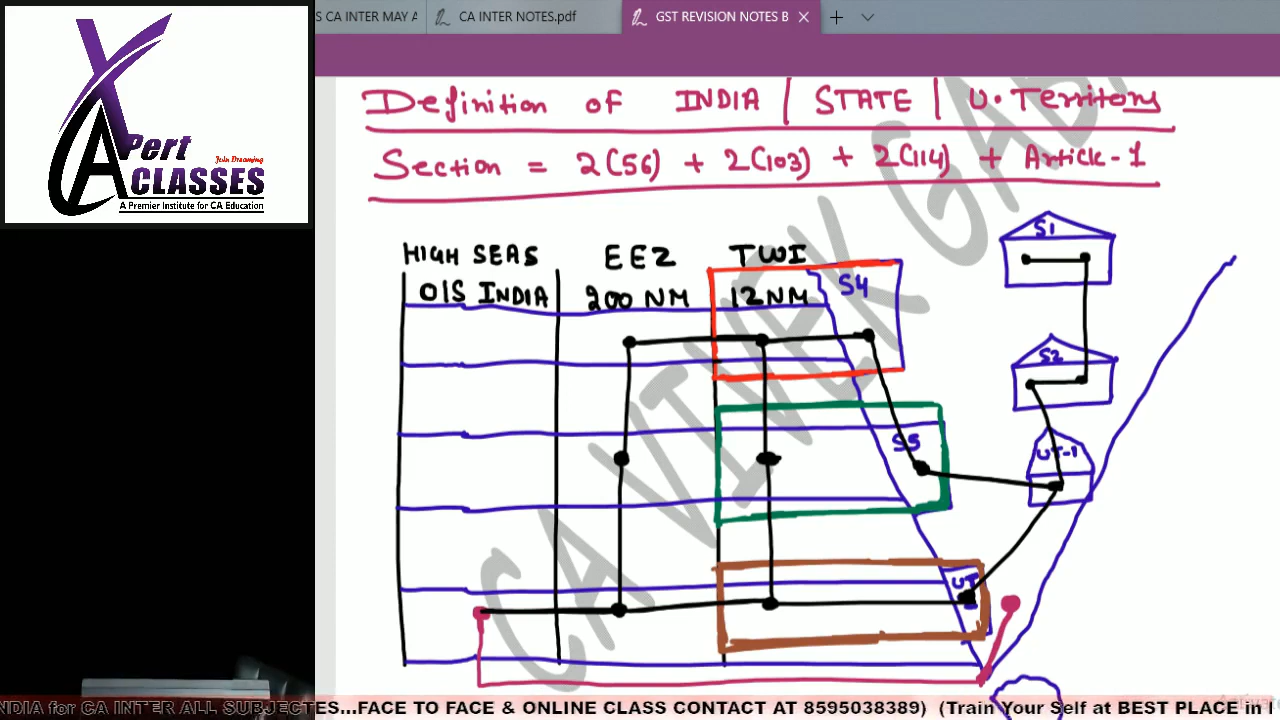 S CA INTER MAY A
CA INTER NOTES.pdf
GST REVISION NOTES B
XPert
Join Dreaming
CA CLASSES
A Premier Institute for CA Education
Definition of INDIA | STATE | U. Territory
Section = 2(56) + 2(103) + 2(114) + Article-1
HIGH SEAS
O/S INDIA
EEZ
200 NM
TWI
12NM
S4
S1
S2
S5
UT-1
UT
CA VIVEK GAB
NDIA for CA INTER ALL SUBJECTES...FACE TO FACE & ONLINE CLASS CONTACT AT 8595038389) (Train Your Self at BEST PLACE in I